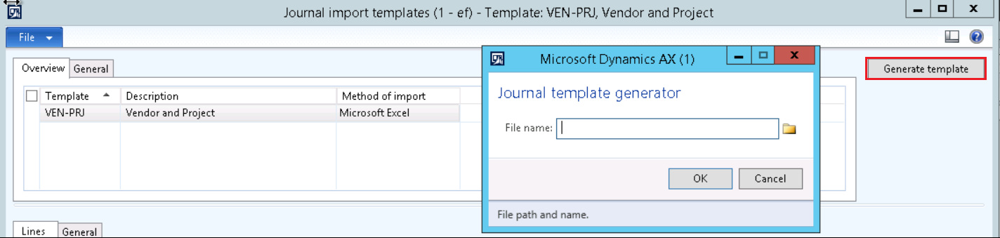 Journal import templates (1 - ef) - Template: VEN-PRJ, Vendor and Project
File
Overview General
Template Description Method of import
VEN-PRJ Vendor and Project Microsoft Excel
Generate template
Microsoft Dynamics AX (1)
Journal template generator
File name:
OK Cancel
File path and name.
Lines General